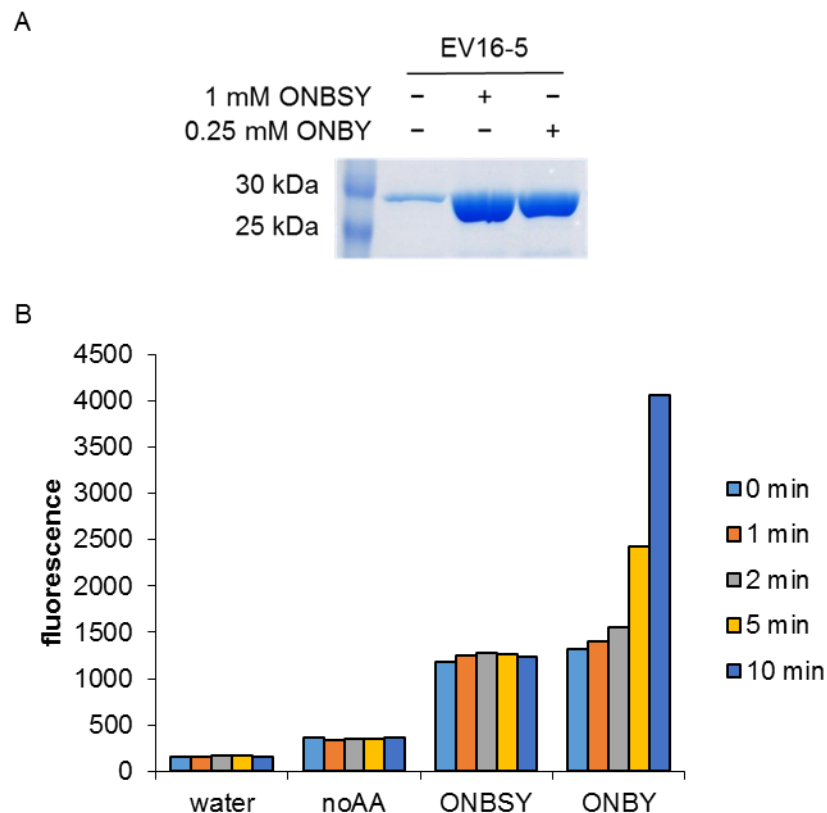 A
EV16-5
1 mM ONBSY - + -
0.25 mM ONBY - - +
30 kDa
25 kDa
B
4500
4000
3500
3000
2500
2000
1500
1000
500
0
fluorescence
water noAA ONBSY ONBY
0 min
1 min
2 min
5 min
10 min